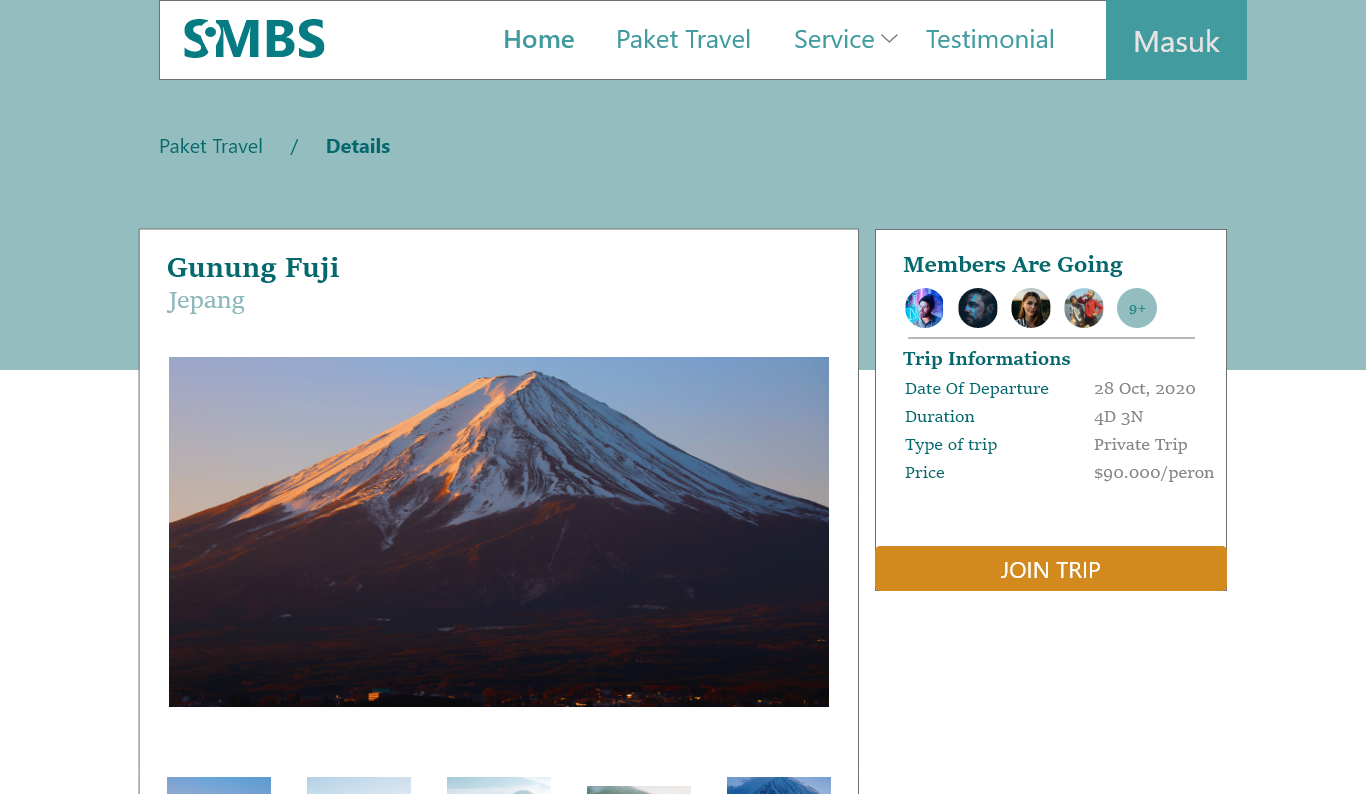 SMBS Home Paket Travel Service Testimonial Masuk
Paket Travel / Details
Gunung Fuji
Jepang
Members Are Going
9+
Trip Informations
Date Of Departure 28 Oct, 2020
Duration 4D 3N
Type of trip Private Trip
Price $90.000/peron
JOIN TRIP